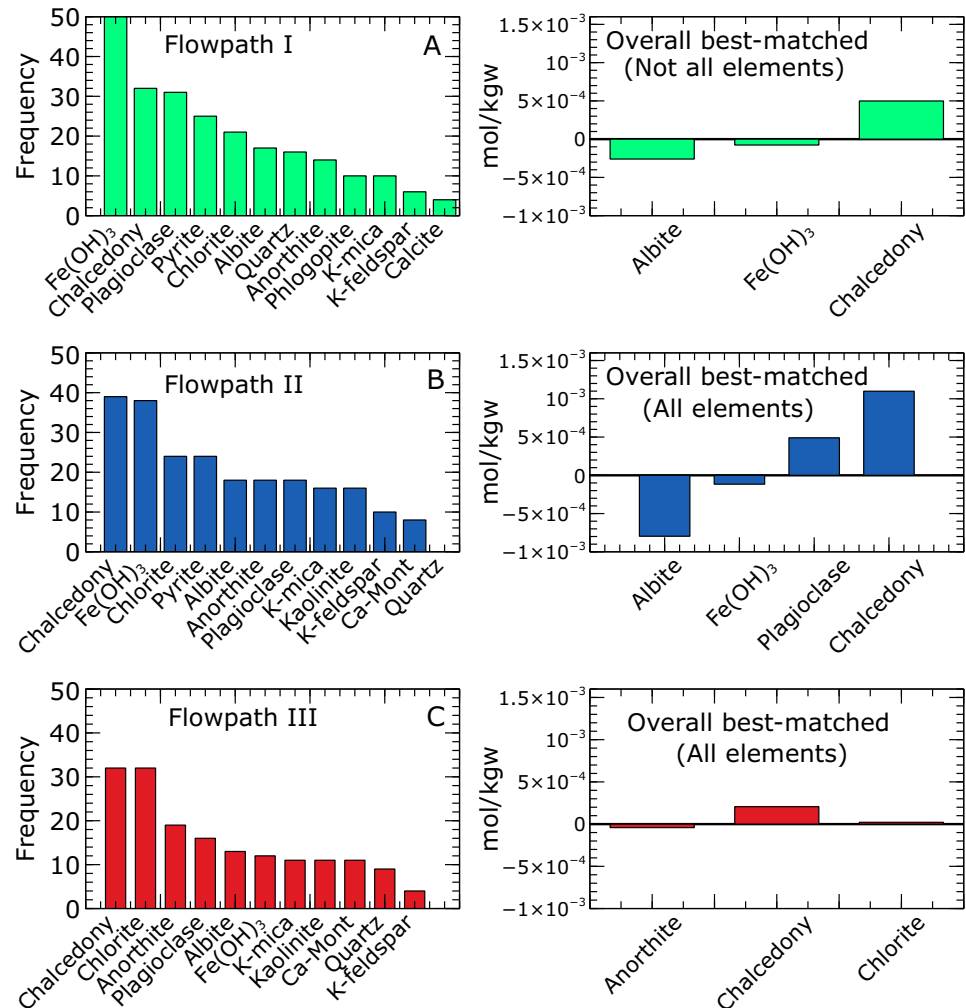 Flowpath I
A
Frequency
50
40
30
20
10
0
Fe(OH)₃
Chalcedony
Plagioclase
Pyrite
Chlorite
Albite
Quartz
Anorthite
Phlogopite
K-mica
K-feldspar
Calcite
Overall best-matched
(Not all elements)
mol/kgw
1.5×10⁻³
1×10⁻³
5×10⁻⁴
0
−5×10⁻⁴
−1×10⁻³
Albite
Fe(OH)₃
Chalcedony
Flowpath II
B
Frequency
50
40
30
20
10
0
Chalcedony
Fe(OH)₃
Chlorite
Pyrite
Albite
Anorthite
Plagioclase
K-mica
Kaolinite
K-feldspar
Ca-Mont
Quartz
Overall best-matched
(All elements)
mol/kgw
1.5×10⁻³
1×10⁻³
5×10⁻⁴
0
−5×10⁻⁴
−1×10⁻³
Albite
Fe(OH)₃
Plagioclase
Chalcedony
Flowpath III
C
Frequency
50
40
30
20
10
0
Chalcedony
Chlorite
Anorthite
Plagioclase
Albite
Fe(OH)₃
K-mica
Kaolinite
Ca-Mont
Quartz
K-feldspar
Overall best-matched
(All elements)
mol/kgw
1.5×10⁻³
1×10⁻³
5×10⁻⁴
0
−5×10⁻⁴
−1×10⁻³
Anorthite
Chalcedony
Chlorite